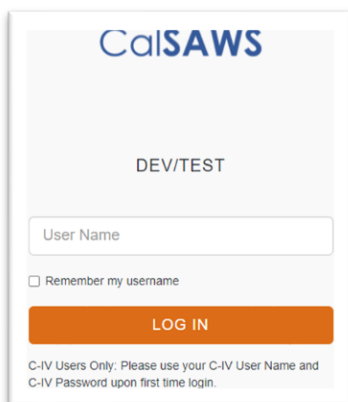 CalSAWS
DEV/TEST
User Name
Remember my username
LOG IN
C-IV Users Only: Please use your C-IV User Name and
C-IV Password upon first time login.